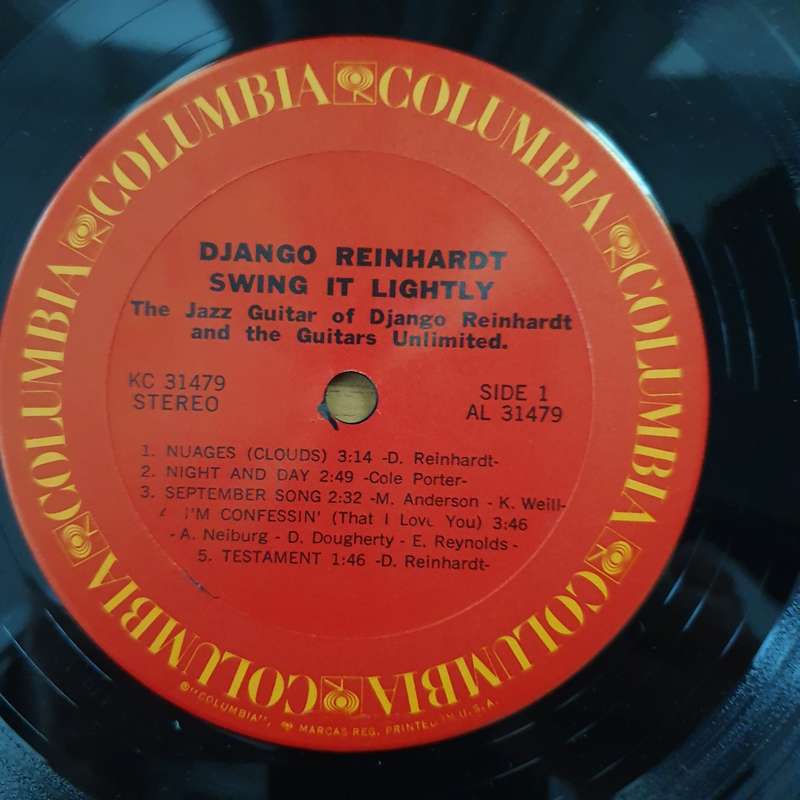 COLUMBIA COLUMBIA COLUMBIA COLUMBIA COLUMBIA COLUMBIA
DJANGO REINHARDT
SWING IT LIGHTLY
The Jazz Guitar of Django Reinhardt
and the Guitars Unlimited.
KC 31479
STEREO
SIDE 1
AL 31479
1. NUAGES (CLOUDS) 3:14 -D. Reinhardt-
2. NIGHT AND DAY 2:49 -Cole Porter-
3. SEPTEMBER SONG 2:32 -M. Anderson - K. Weill-
4 I'M CONFESSIN' (That I Love You) 3:46
- A. Neiburg - D. Dougherty - E. Reynolds -
5. TESTAMENT 1:46 -D. Reinhardt-
®"COLUMBIA", MARCAS REG. PRINTED IN U.S.A.